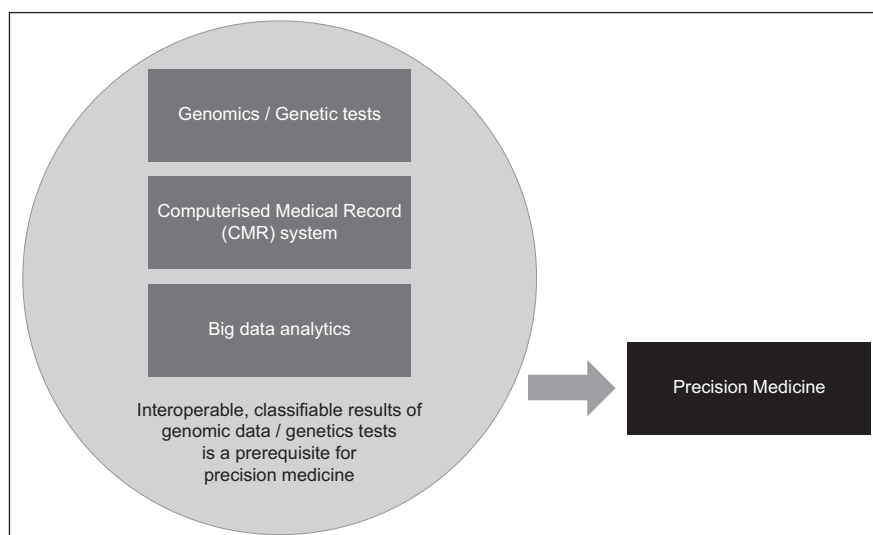 Genomics / Genetic tests
Computerised Medical Record
(CMR) system
Big data analytics
Interoperable, classifiable results of
genomic data / genetics tests
is a prerequisite for
precision medicine
Precision Medicine